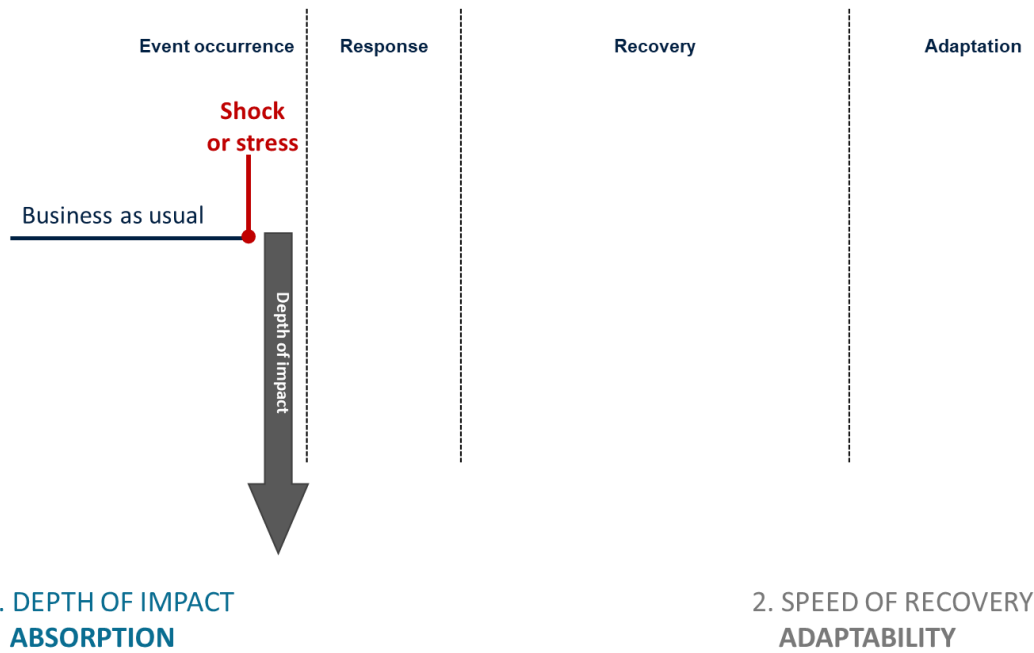 Event occurrence
Response
Recovery
Adaptation
Shock
or stress
Business as usual
Depth of impact
. DEPTH OF IMPACT
ABSORPTION
2. SPEED OF RECOVERY
ADAPTABILITY